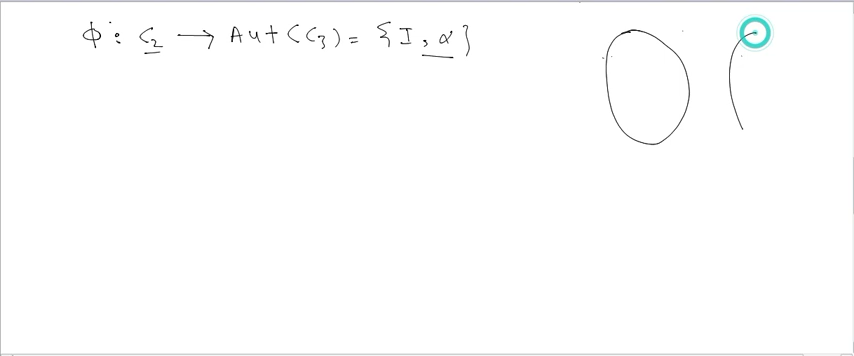 Φ : C₂ → Aut(C₃) = {I, α}